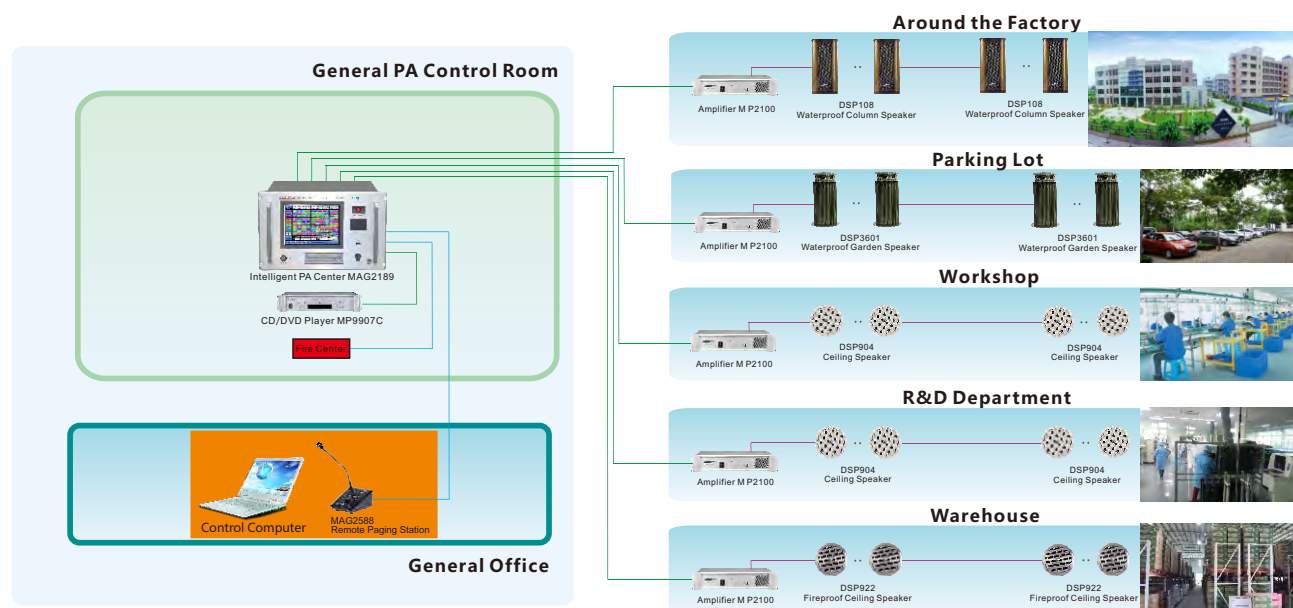 Around the Factory
General PA Control Room
Amplifier M P2100
DSP108
Waterproof Column Speaker
DSP108
Waterproof Column Speaker
Parking Lot
Amplifier M P2100
DSP3601
Waterproof Garden Speaker
DSP3601
Waterproof Garden Speaker
Intelligent PA Center MAG2189
CD/DVD Player MP9907C
Fire Center
Workshop
Amplifier M P2100
DSP904
Ceiling Speaker
DSP904
Ceiling Speaker
R&D Department
Amplifier M P2100
DSP904
Ceiling Speaker
DSP904
Ceiling Speaker
Control Computer
MAG2588
Remote Paging Station
General Office
Warehouse
Amplifier M P2100
DSP922
Fireproof Ceiling Speaker
DSP922
Fireproof Ceiling Speaker